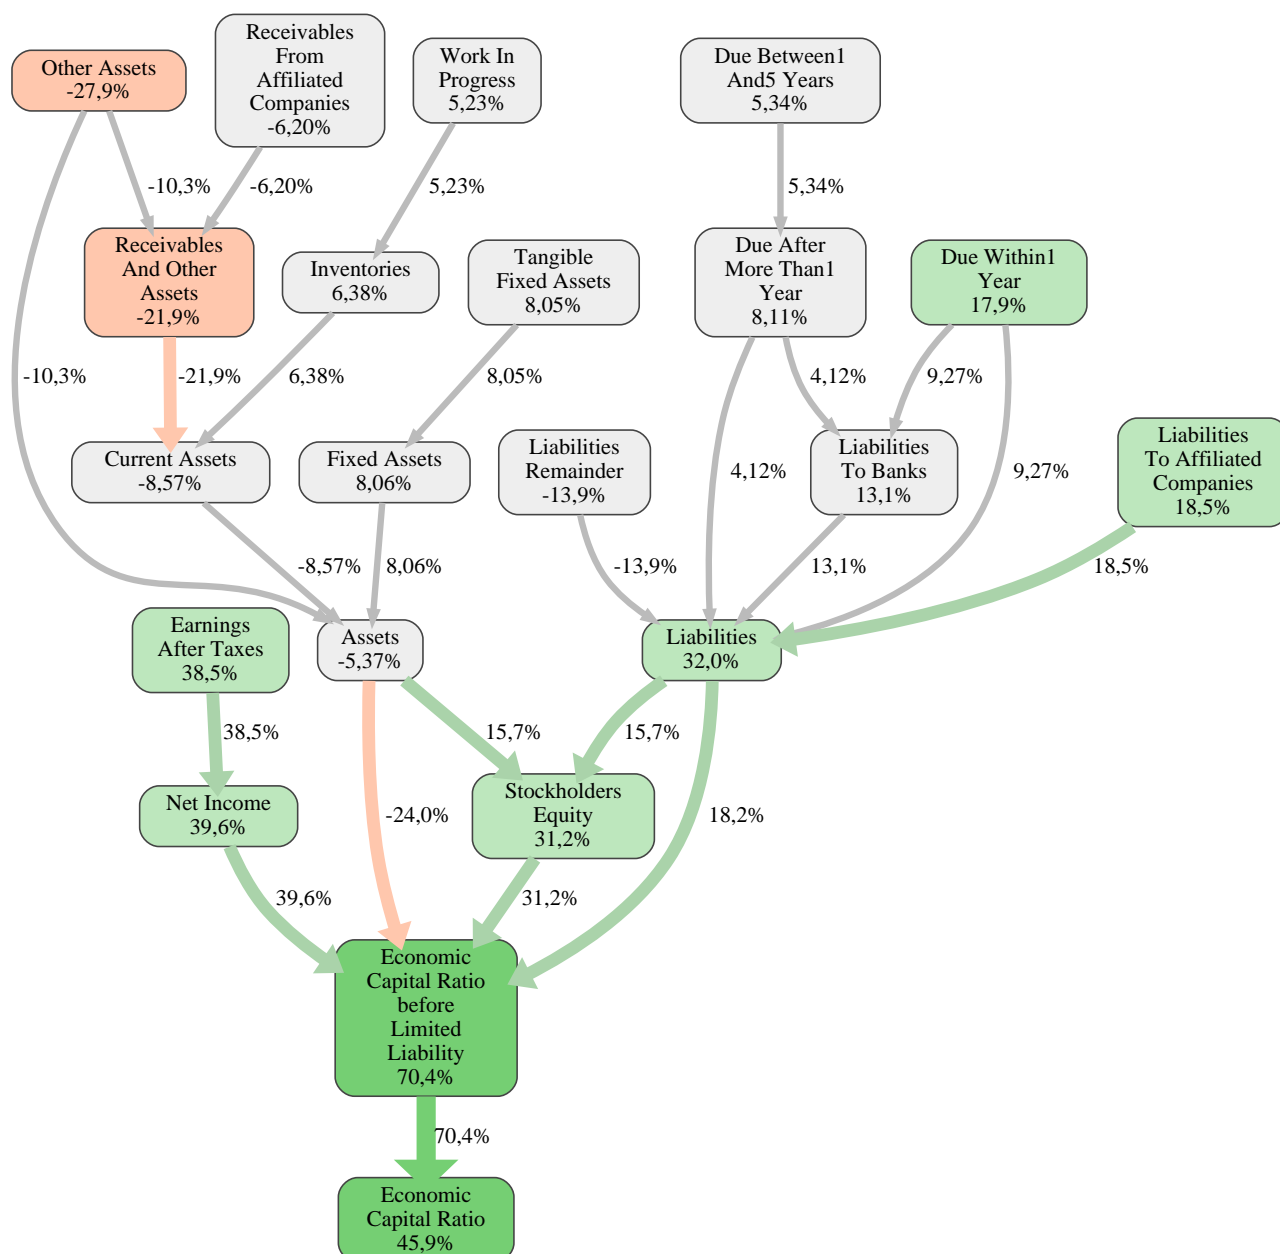 Other Assets
-27,9%
Receivables
From
Affiliated
Companies
-6,20%
Work In
Progress
5,23%
Due Between1
And5 Years
5,34%
-10,3%
-6,20%
5,23%
5,34%
Receivables
And Other
Assets
-21,9%
Inventories
6,38%
Tangible
Fixed Assets
8,05%
Due After
More Than1
Year
8,11%
Due Within1
Year
17,9%
-10,3%
-21,9%
6,38%
8,05%
4,12%
9,27%
Current Assets
-8,57%
Fixed Assets
8,06%
Liabilities
Remainder
-13,9%
4,12%
Liabilities
To Banks
13,1%
9,27%
Liabilities
To Affiliated
Companies
18,5%
-8,57%
8,06%
-13,9%
13,1%
18,5%
Earnings
After Taxes
38,5%
Assets
-5,37%
Liabilities
32,0%
38,5%
15,7%
15,7%
Net Income
39,6%
-24,0%
Stockholders
Equity
31,2%
18,2%
39,6%
31,2%
Economic
Capital Ratio
before
Limited
Liability
70,4%
70,4%
Economic
Capital Ratio
45,9%